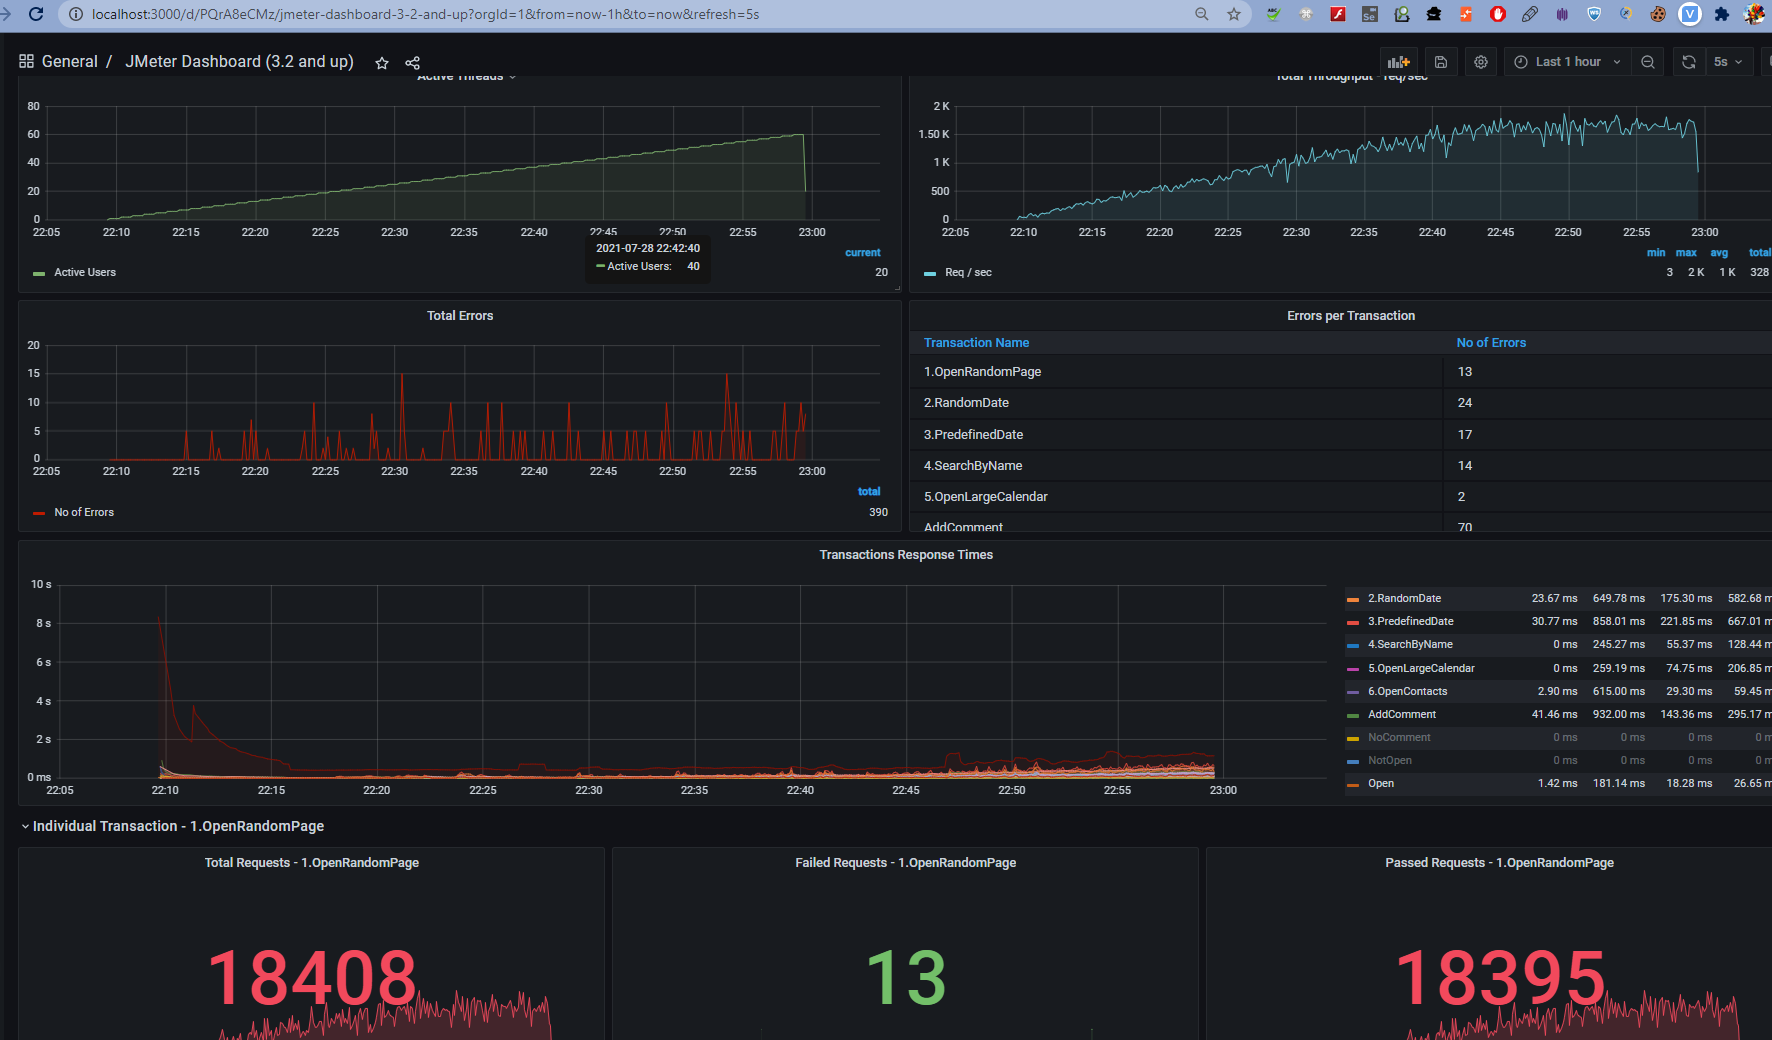 localhost:3000/d/PQrA8eCMz/jmeter-dashboard-3-2-and-up?orgId=1&from=now-1h&to=now&refresh=5s
General / JMeter Dashboard (3.2 and up)
Last 1 hour
5s
Active Threads
80
60
40
20
0
22:05 22:10 22:15 22:20 22:25 22:30 22:35 22:40 22:45 22:50 22:55 23:00
2021-07-28 22:42:40
Active Users: 40
current
Active Users 20
Total Throughput - req/sec
2 K
1.50 K
1 K
500
0
22:05 22:10 22:15 22:20 22:25 22:30 22:35 22:40 22:45 22:50 22:55 23:00
min max avg total
Req / sec 3 2 K 1 K 328
Total Errors
20
15
10
5
0
22:05 22:10 22:15 22:20 22:25 22:30 22:35 22:40 22:45 22:50 22:55 23:00
total
No of Errors 390
Errors per Transaction
Transaction Name No of Errors
1.OpenRandomPage 13
2.RandomDate 24
3.PredefinedDate 17
4.SearchByName 14
5.OpenLargeCalendar 2
AddComment 70
Transactions Response Times
10 s
8 s
6 s
4 s
2 s
0 ms
22:05 22:10 22:15 22:20 22:25 22:30 22:35 22:40 22:45 22:50 22:55 23:00
2.RandomDate 23.67 ms 649.78 ms 175.30 ms 582.68 m
3.PredefinedDate 30.77 ms 858.01 ms 221.85 ms 667.01 m
4.SearchByName 0 ms 245.27 ms 55.37 ms 128.44 m
5.OpenLargeCalendar 0 ms 259.19 ms 74.75 ms 206.85 m
6.OpenContacts 2.90 ms 615.00 ms 29.30 ms 59.45 m
AddComment 41.46 ms 932.00 ms 143.36 ms 295.17 m
NoComment 0 ms 0 ms 0 ms 0 m
NotOpen 0 ms 0 ms 0 ms 0 m
Open 1.42 ms 181.14 ms 18.28 ms 26.65 m
Individual Transaction - 1.OpenRandomPage
Total Requests - 1.OpenRandomPage
18408
Failed Requests - 1.OpenRandomPage
13
Passed Requests - 1.OpenRandomPage
18395